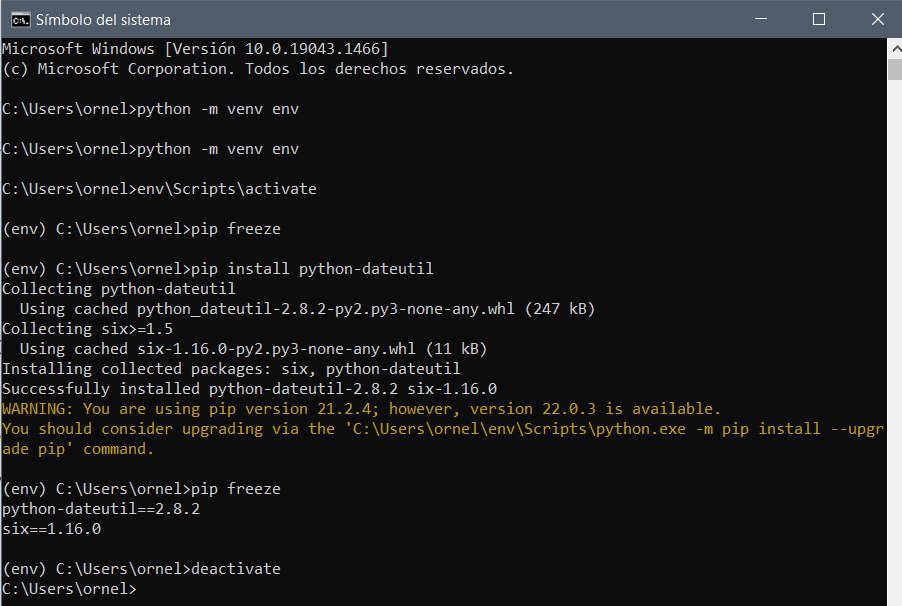 Símbolo del sistema
Microsoft Windows [Versión 10.0.19043.1466]
(c) Microsoft Corporation. Todos los derechos reservados.
C:\Users\ornel>python -m venv env
C:\Users\ornel>python -m venv env
C:\Users\ornel>env\Scripts\activate
(env) C:\Users\ornel>pip freeze
(env) C:\Users\ornel>pip install python-dateutil
Collecting python-dateutil
  Using cached python_dateutil-2.8.2-py2.py3-none-any.whl (247 kB)
Collecting six>=1.5
  Using cached six-1.16.0-py2.py3-none-any.whl (11 kB)
Installing collected packages: six, python-dateutil
Successfully installed python-dateutil-2.8.2 six-1.16.0
WARNING: You are using pip version 21.2.4; however, version 22.0.3 is available.
You should consider upgrading via the 'C:\Users\ornel\env\Scripts\python.exe -m pip install --upgr
ade pip' command.
(env) C:\Users\ornel>pip freeze
python-dateutil==2.8.2
six==1.16.0
(env) C:\Users\ornel>deactivate
C:\Users\ornel>